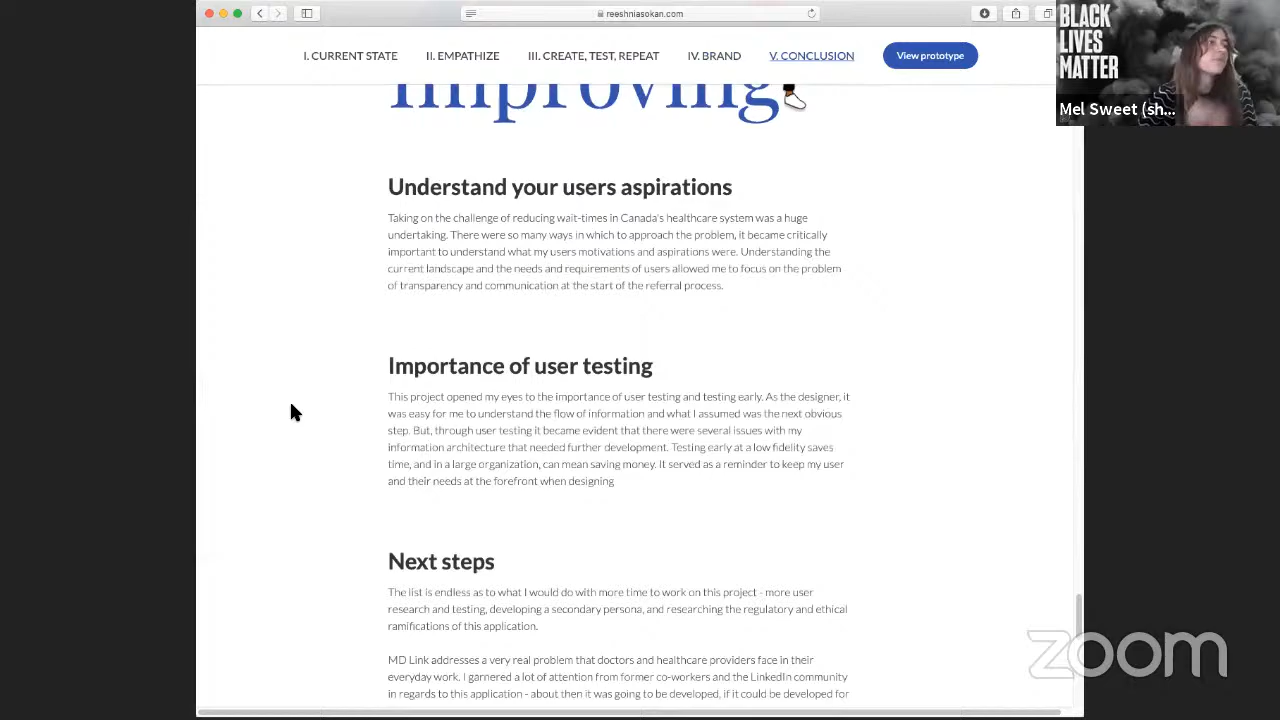 reeshniasokan.com
I. CURRENT STATE II. EMPATHIZE III. CREATE, TEST, REPEAT IV. BRAND V. CONCLUSION View prototype
BLACK
LIVES
MATTER
Mel Sweet (sh...
Improving
Understand your users aspirations
Taking on the challenge of reducing wait-times in Canada's healthcare system was a huge
undertaking. There were so many ways in which to approach the problem, it became critically
important to understand what my users motivations and aspirations were. Understanding the
current landscape and the needs and requirements of users allowed me to focus on the problem
of transparency and communication at the start of the referral process.
Importance of user testing
This project opened my eyes to the importance of user testing and testing early. As the designer, it
was easy for me to understand the flow of information and what I assumed was the next obvious
step. But, through user testing it became evident that there were several issues with my
information architecture that needed further development. Testing early at a low fidelity saves
time, and in a large organization, can mean saving money. It served as a reminder to keep my user
and their needs at the forefront when designing
Next steps
The list is endless as to what I would do with more time to work on this project - more user
research and testing, developing a secondary persona, and researching the regulatory and ethical
ramifications of this application.
MD Link addresses a very real problem that doctors and healthcare providers face in their
everyday work. I garnered a lot of attention from former co-workers and the LinkedIn community
in regards to this application - about then it was going to be developed, if it could be developed for
zoom